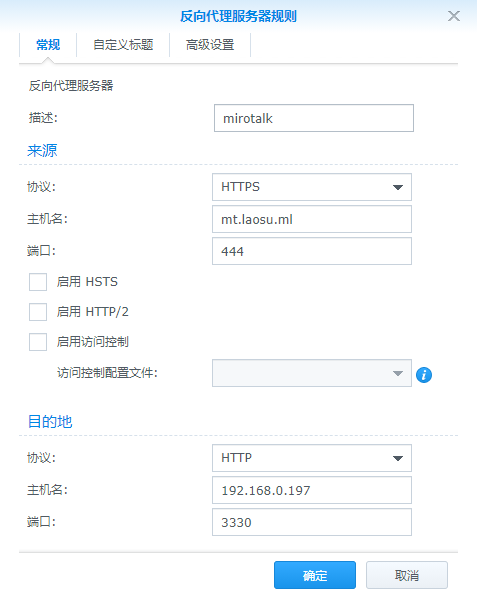 反向代理服务器规则
常规 自定义标题 高级设置
反向代理服务器
描述: mirotalk
来源
协议: HTTPS
主机名: mt.laosu.ml
端口: 444
启用 HSTS
启用 HTTP/2
启用访问控制
访问控制配置文件:
目的地
协议: HTTP
主机名: 192.168.0.197
端口: 3330
确定 取消